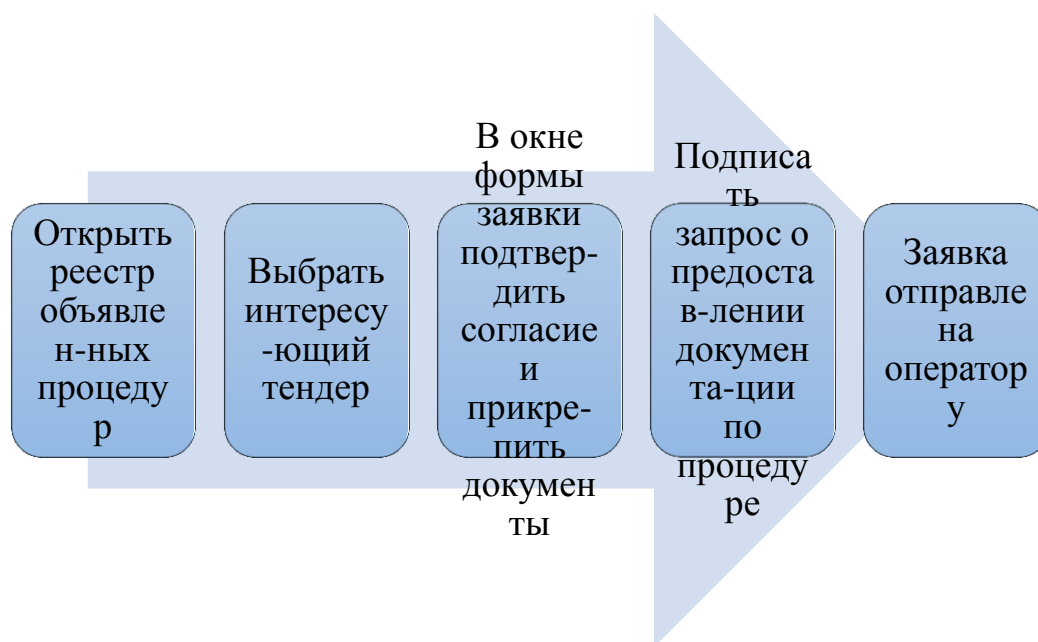 Открыть
реестр
объявле
н-ных
процеду
р
Выбрать
интересу
-ющий
тендер
В окне
формы
заявки
подтвер-
дить
согласие
и
прикре-
пить
докумен
ты
Подписа
ть
запрос о
предоста
в-лении
докумен
та-ции
по
процеду
ре
Заявка
отправле
на
оператор
у